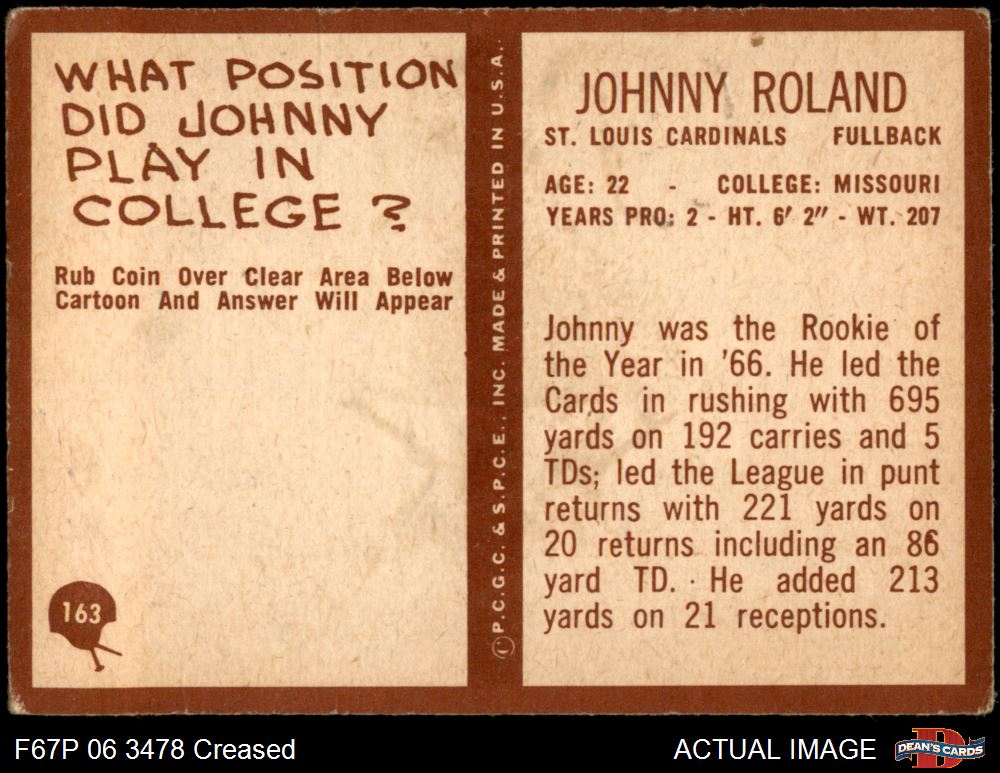 WHAT POSITION
DID JOHNNY
PLAY IN
COLLEGE ?
Rub Coin Over Clear Area Below
Cartoon And Answer Will Appear
163
© P.C.G.C. & S.P.C.E., INC. MADE & PRINTED IN U.S.A.
JOHNNY ROLAND
ST. LOUIS CARDINALS FULLBACK
AGE: 22 - COLLEGE: MISSOURI
YEARS PRO: 2 - HT. 6' 2" - WT. 207
Johnny was the Rookie of
the Year in '66. He led the
Cards in rushing with 695
yards on 192 carries and 5
TDs; led the League in punt
returns with 221 yards on
20 returns including an 86
yard TD. He added 213
yards on 21 receptions.
F67P 06 3478 Creased
ACTUAL IMAGE
D
DEAN'S CARDS